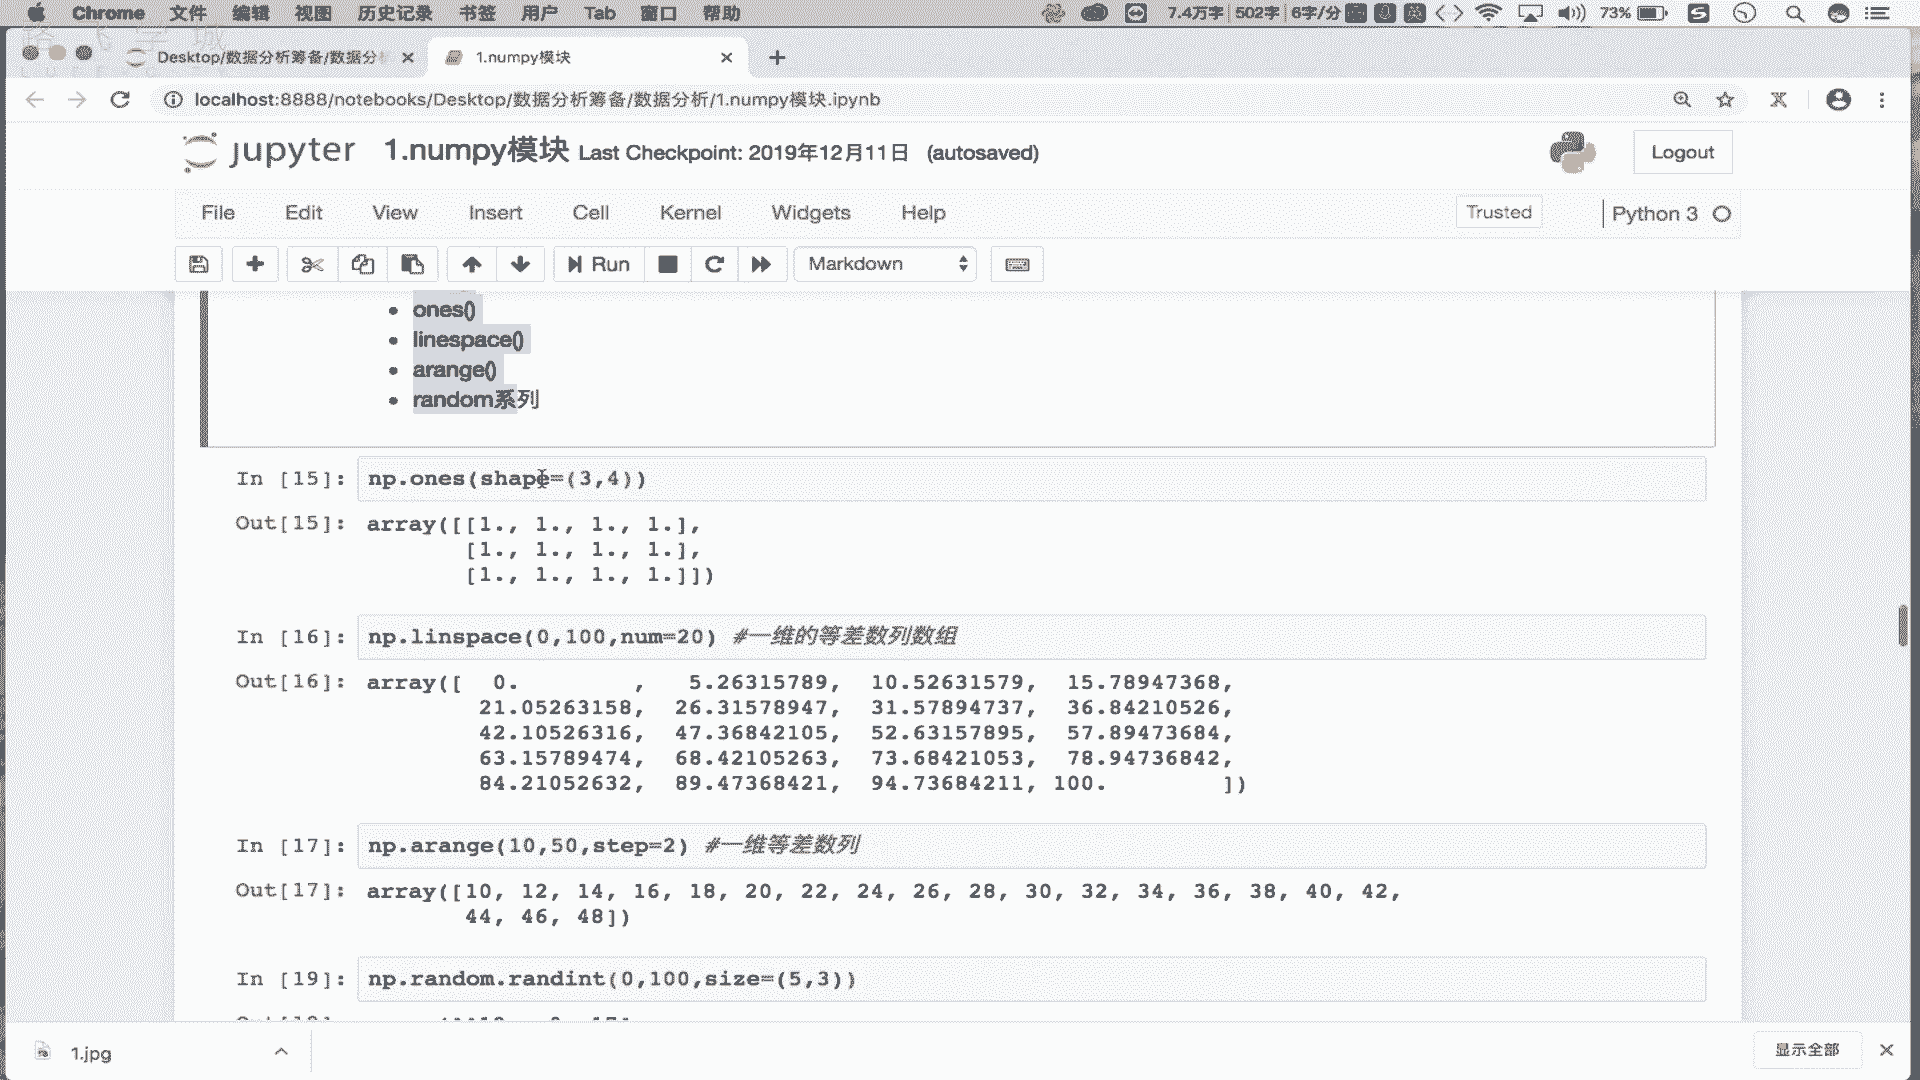 Chrome 文件 编辑 视图 历史记录 书签 用户 Tab 窗口 帮助 7.4万字 502字 6字/分 英 73% S
Desktop/数据分析筹备/数据分 1.numpy模块
localhost:8888/notebooks/Desktop/数据分析筹备/数据分析/1.numpy模块.ipynb
jupyter 1.numpy模块 Last Checkpoint: 2019年12月11日 (autosaved) Logout
File Edit View Insert Cell Kernel Widgets Help Trusted Python 3
Run Markdown
ones()
linespace()
arange()
random系列
In [15]: np.ones(shape=(3,4))
Out[15]: array([[1., 1., 1., 1.],
[1., 1., 1., 1.],
[1., 1., 1., 1.]])
In [16]: np.linspace(0,100,num=20) #一维的等差数列数组
Out[16]: array([ 0. , 5.26315789, 10.52631579, 15.78947368,
21.05263158, 26.31578947, 31.57894737, 36.84210526,
42.10526316, 47.36842105, 52.63157895, 57.89473684,
63.15789474, 68.42105263, 73.68421053, 78.94736842,
84.21052632, 89.47368421, 94.73684211, 100. ])
In [17]: np.arange(10,50,step=2) #一维等差数列
Out[17]: array([10, 12, 14, 16, 18, 20, 22, 24, 26, 28, 30, 32, 34, 36, 38, 40, 42,
44, 46, 48])
In [19]: np.random.randint(0,100,size=(5,3))
1.jpg 显示全部